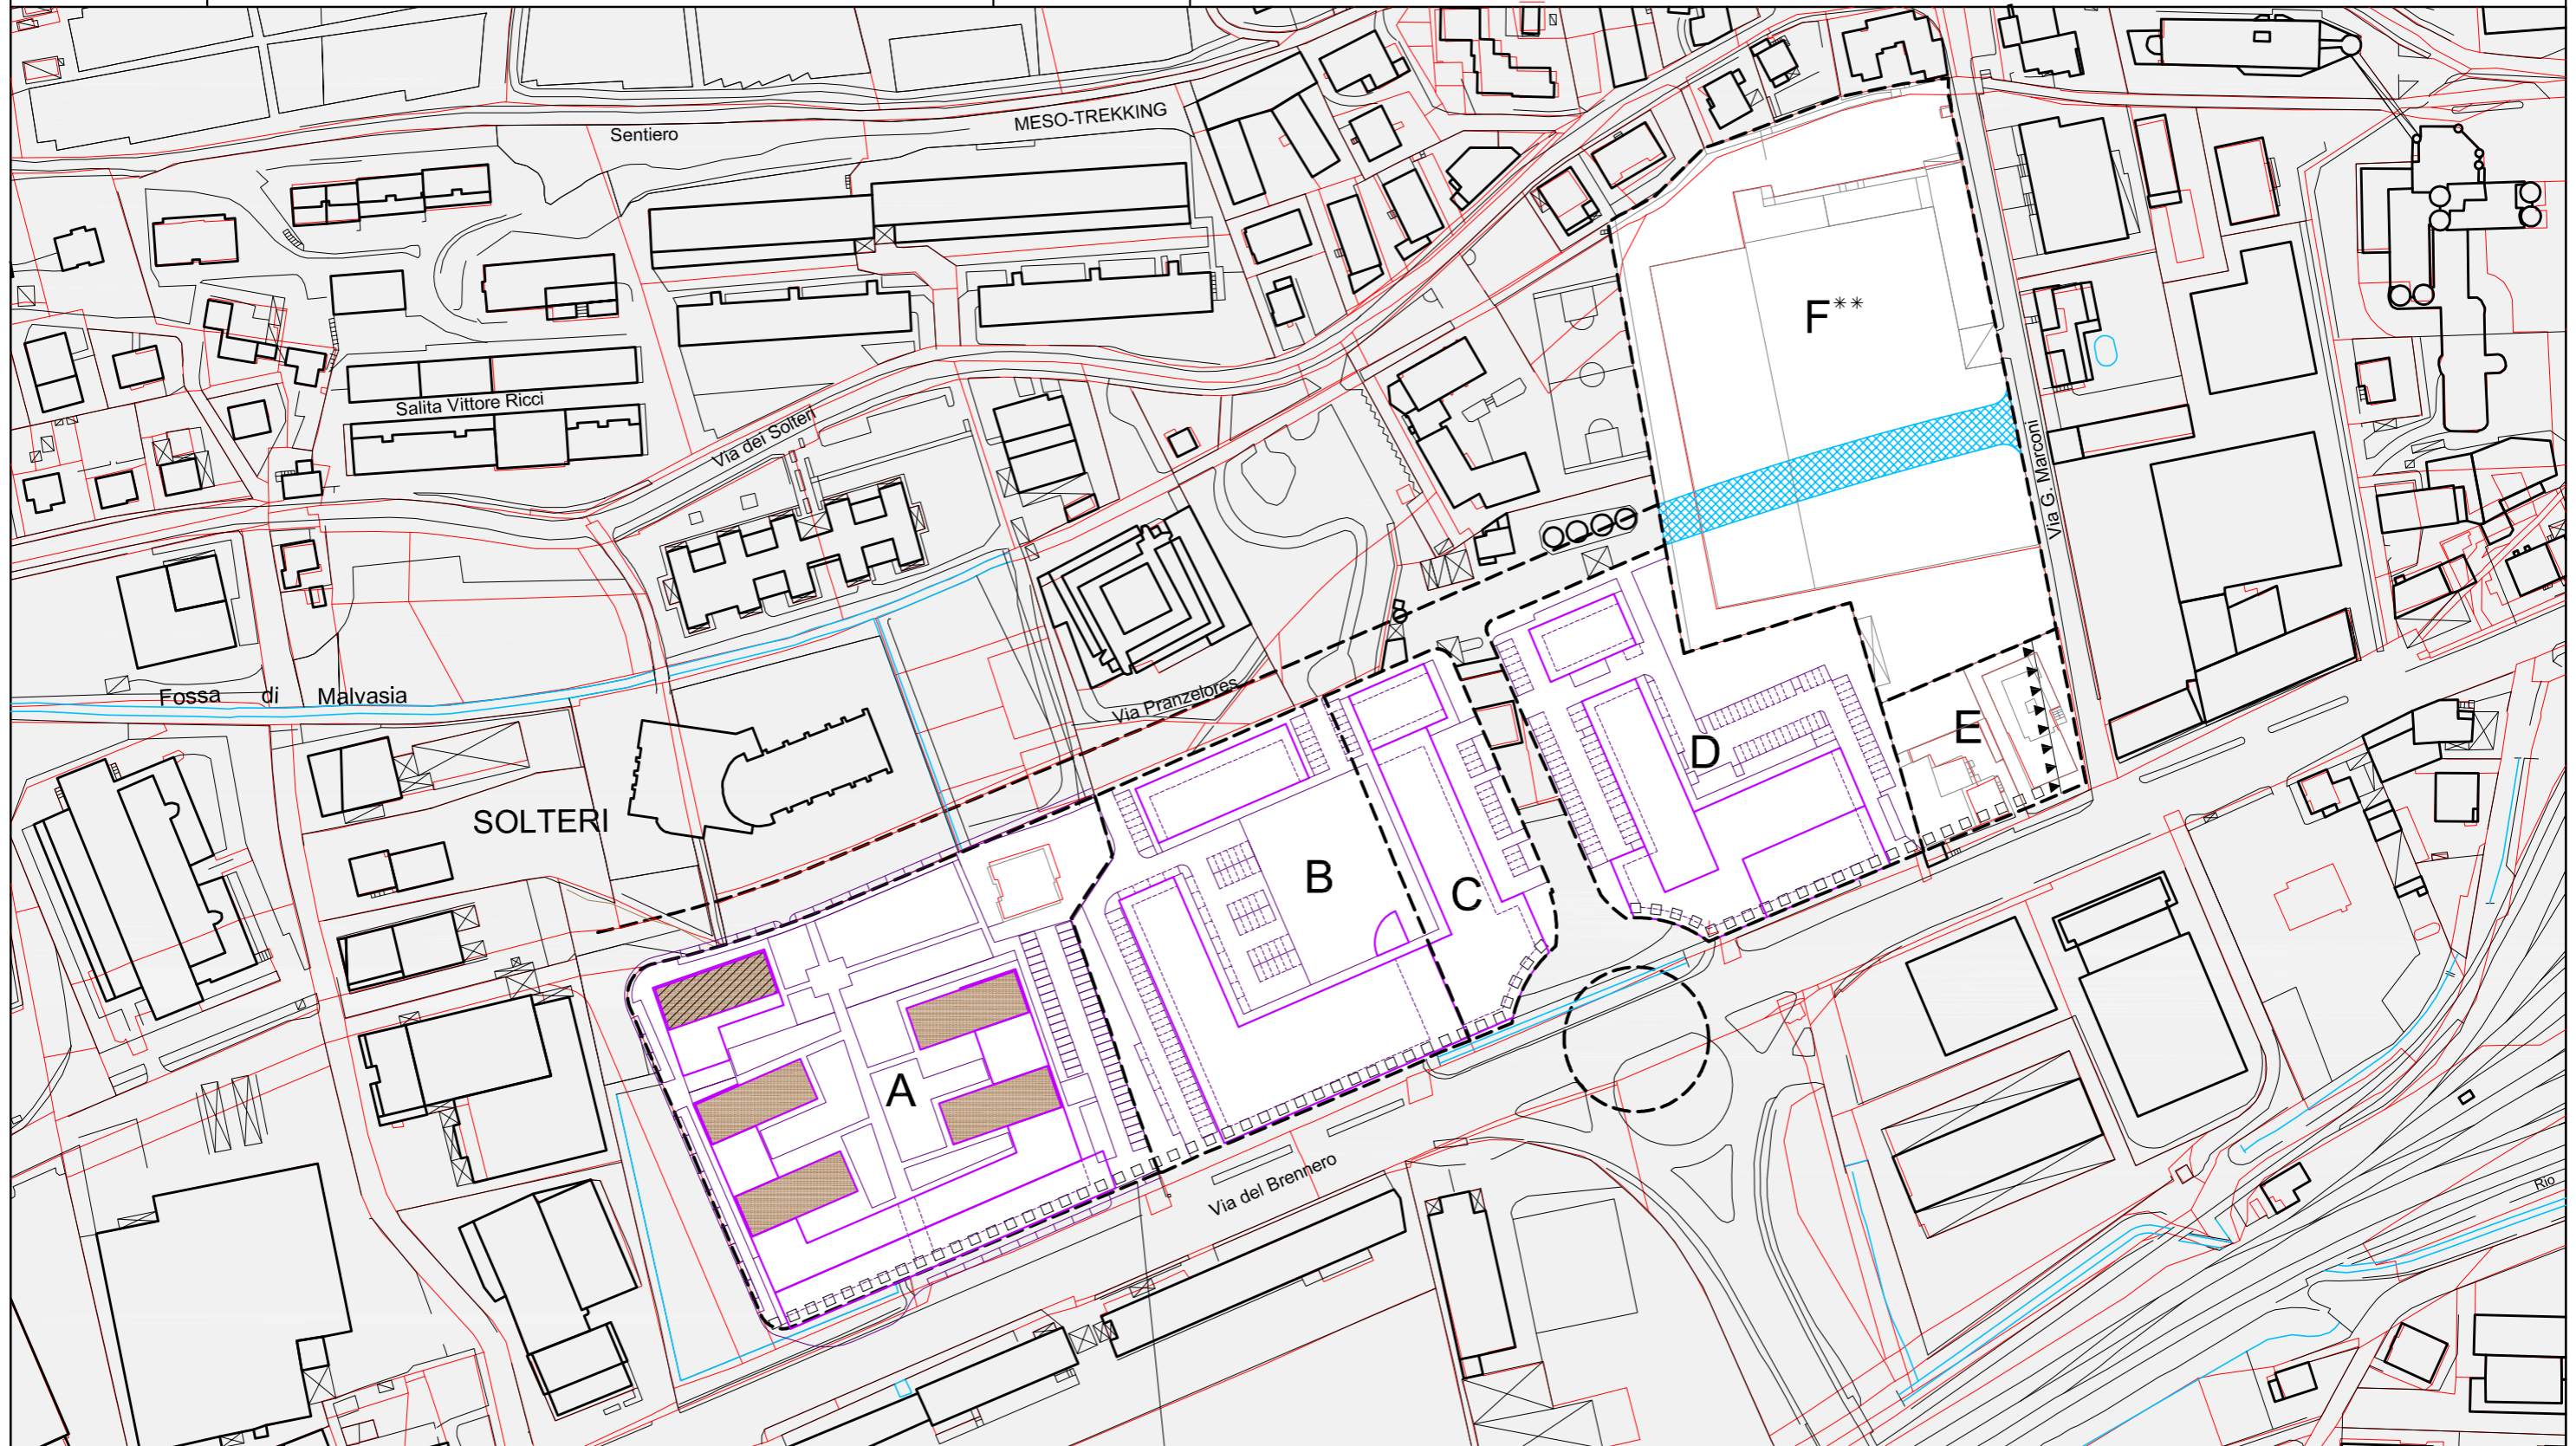 MESO-TREKKING
Sentiero
F**
Salita Vittore Ricci
Via dei Solteri
Via G. Marconi
Fossa di Malvasia
Via Pranzelores
E
D
SOLTERI
B
C
A
Via del Brennero
Rio